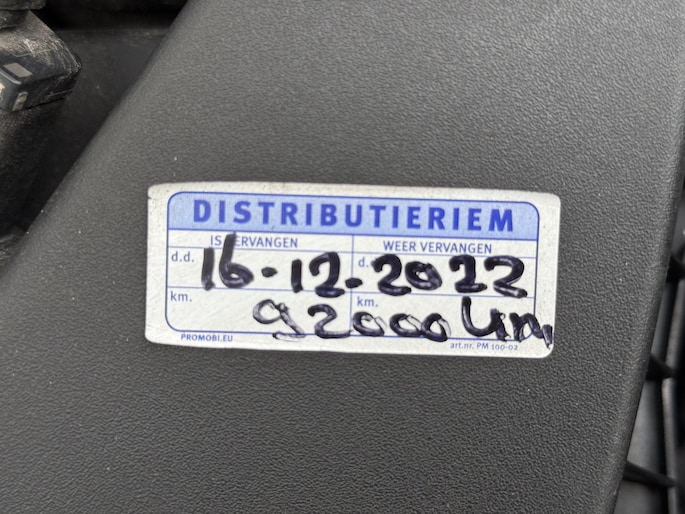 DISTRIBUTIERIEM
IS VERVANGEN WEER VERVANGEN
d.d. 16-12-2022 d.
km. 92000 km km.
PROMOBI.EU art.nr. PM 100-02